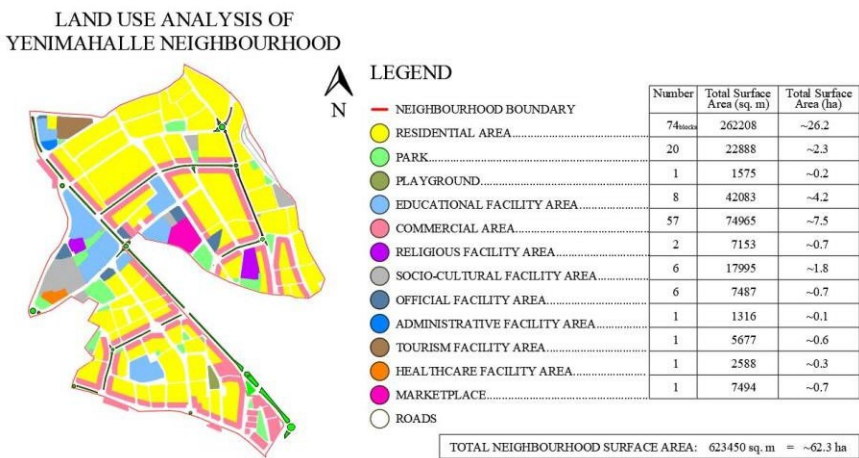 LAND USE ANALYSIS OF
YENIMAHALLE NEIGHBOURHOOD
N
LEGEND
Number Total Surface Area (sq. m) Total Surface Area (ha)
NEIGHBOURHOOD BOUNDARY
RESIDENTIAL AREA 74blocks 262208 ~26.2
PARK 20 22888 ~2.3
PLAYGROUND 1 1575 ~0.2
EDUCATIONAL FACILITY AREA 8 42083 ~4.2
COMMERCIAL AREA 57 74965 ~7.5
RELIGIOUS FACILITY AREA 2 7153 ~0.7
SOCIO-CULTURAL FACILITY AREA 6 17995 ~1.8
OFFICIAL FACILITY AREA 6 7487 ~0.7
ADMINISTRATIVE FACILITY AREA 1 1316 ~0.1
TOURISM FACILITY AREA 1 5677 ~0.6
HEALTHCARE FACILITY AREA 1 2588 ~0.3
MARKETPLACE 1 7494 ~0.7
ROADS
TOTAL NEIGHBOURHOOD SURFACE AREA: 623450 sq. m = ~62.3 ha